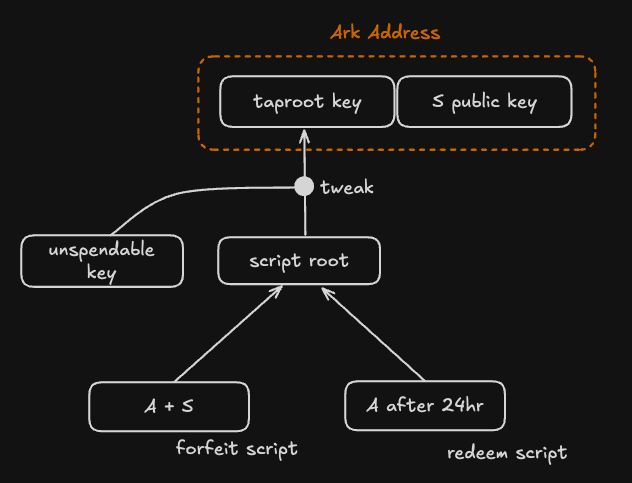 Ark Address
taproot key
S public key
tweak
unspendable
key
script root
A + S
A after 24hr
forfeit script
redeem script